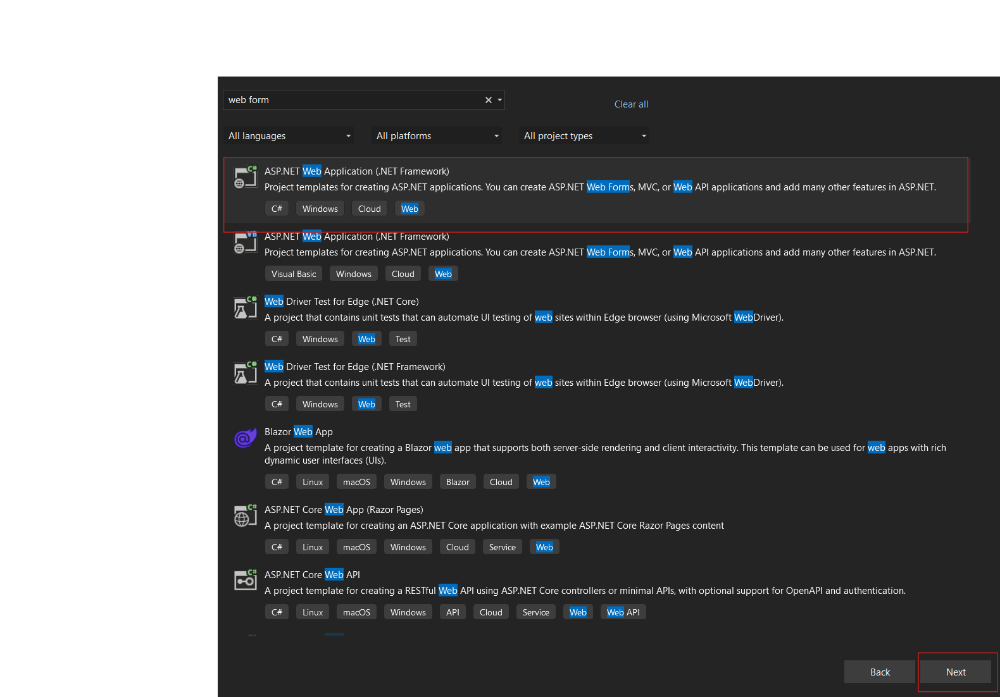 web form
Clear all
All languages
All platforms
All project types
C#
ASP.NET Web Application (.NET Framework)
Project templates for creating ASP.NET applications. You can create ASP.NET Web Forms, MVC, or Web API applications and add many other features in ASP.NET.
C# Windows Cloud Web
VB
ASP.NET Web Application (.NET Framework)
Project templates for creating ASP.NET applications. You can create ASP.NET Web Forms, MVC, or Web API applications and add many other features in ASP.NET.
Visual Basic Windows Cloud Web
C#
Web Driver Test for Edge (.NET Core)
A project that contains unit tests that can automate UI testing of web sites within Edge browser (using Microsoft WebDriver).
C# Windows Web Test
C#
Web Driver Test for Edge (.NET Framework)
A project that contains unit tests that can automate UI testing of web sites within Edge browser (using Microsoft WebDriver).
C# Windows Web Test
Blazor Web App
A project template for creating a Blazor web app that supports both server-side rendering and client interactivity. This template can be used for web apps with rich
dynamic user interfaces (UIs).
C# Linux macOS Windows Blazor Cloud Web
C#
ASP.NET Core Web App (Razor Pages)
A project template for creating an ASP.NET Core application with example ASP.NET Core Razor Pages content
C# Linux macOS Windows Cloud Service Web
C#
ASP.NET Core Web API
A project template for creating a RESTful Web API using ASP.NET Core controllers or minimal APIs, with optional support for OpenAPI and authentication.
C# Linux macOS Windows API Cloud Service Web Web API
Back
Next